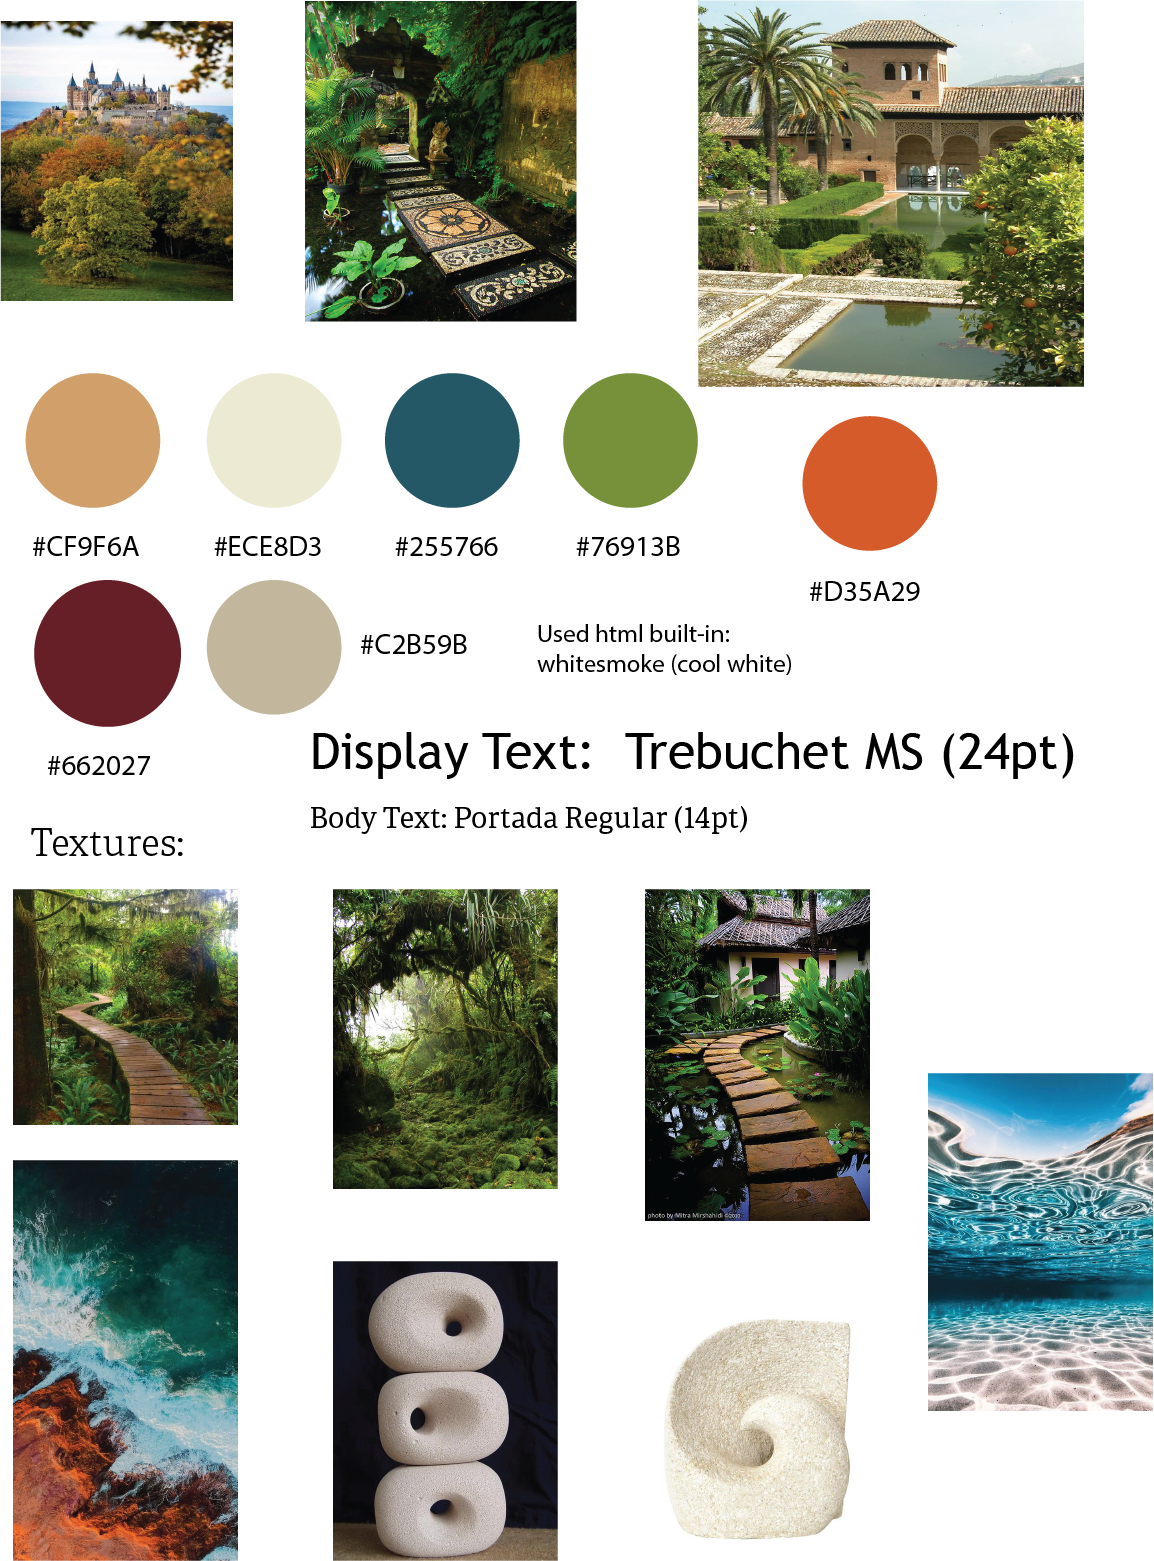 #CF9F6A
#ECE8D3
#255766
#76913B
#D35A29
#C2B59B
Used html built-in:
whitesmoke (cool white)
#662027
Display Text: Trebuchet MS (24pt)
Body Text: Portada Regular (14pt)
Textures:
photo by Mitra Mirshahidi ©2010